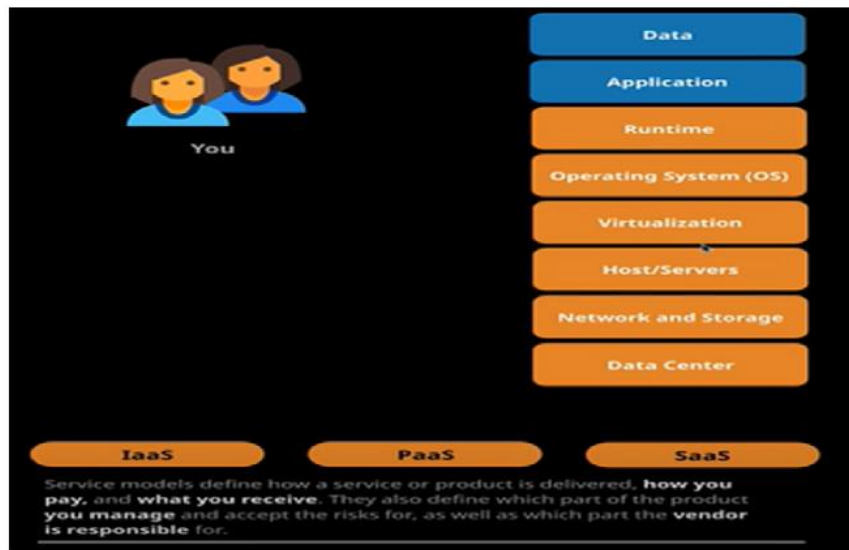 You
Data
Application
Runtime
Operating System (OS)
Virtualization
Host/Servers
Network and Storage
Data Center
IaaS
PaaS
SaaS
Service models define how a service or product is delivered, how you
pay, and what you receive. They also define which part of the product
you manage and accept the risks for, as well as which part the vendor
is responsible for.